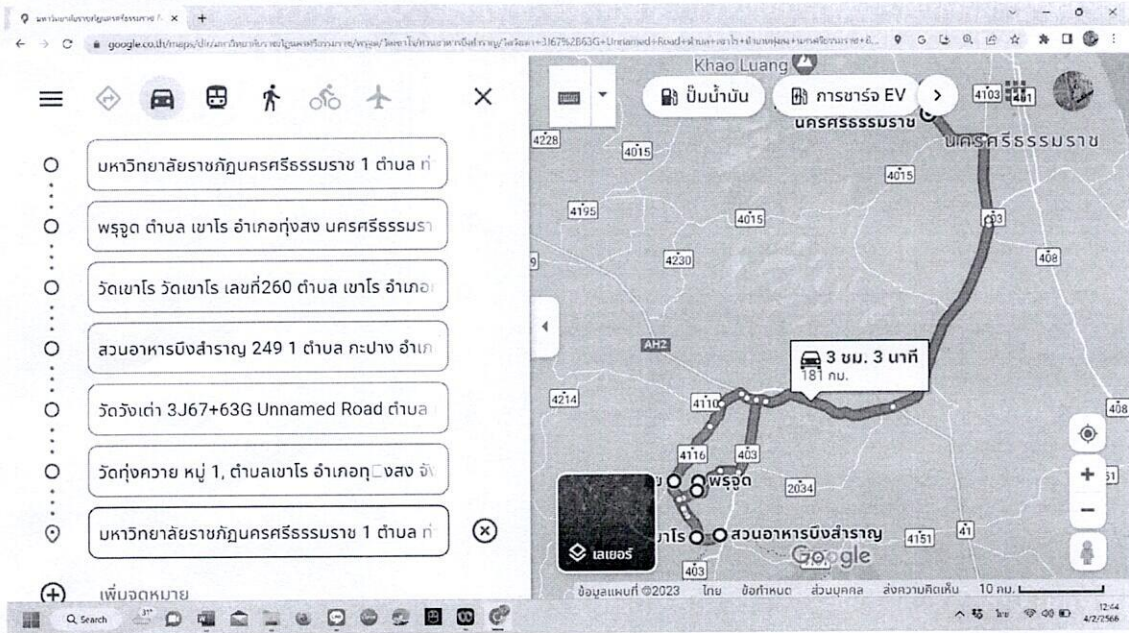 google.co.th/maps/dir/
มหาวิทยาลัยราชภัฏนครศรีธรรมราช 1 ตำบล ท่
พรุจูด ตำบล เขาโร อำเภอทุ่งสง นครศรีธรรมรา
วัดเขาโร วัดเขาโร เลขที่260 ตำบล เขาโร อำเภอ
สวนอาหารบึงสำราญ 249 1 ตำบล กะปาง อำเภ
วัดวังเต่า 3J67+63G Unnamed Road ตำบล
วัดทุ่งควาย หมู่ 1, ตำบลเขาโร อำเภอทุ□งสง จัง
มหาวิทยาลัยราชภัฏนครศรีธรรมราช 1 ตำบล ท่
เพิ่มจุดหมาย
Khao Luang
ปั๊มน้ำมัน
การชาร์จ EV
4103
401
นครศรีธรรมราช
นครศรีธรรมราช
4228
4015
4015
4195
4015
403
4230
408
AH2
3 ชม. 3 นาที
181 กม.
4214
4110
408
4116
403
พรุจูด
2034
51
าโร
สวนอาหารบึงสำราญ
4151
41
เลเยอร์
Google
403
ข้อมูลแผนที่ ©2023
ไทย
ข้อกำหนด
ส่วนบุคคล
ส่งความคิดเห็น
10 กม.
Search
31°
ไทย
12:44
4/2/2566